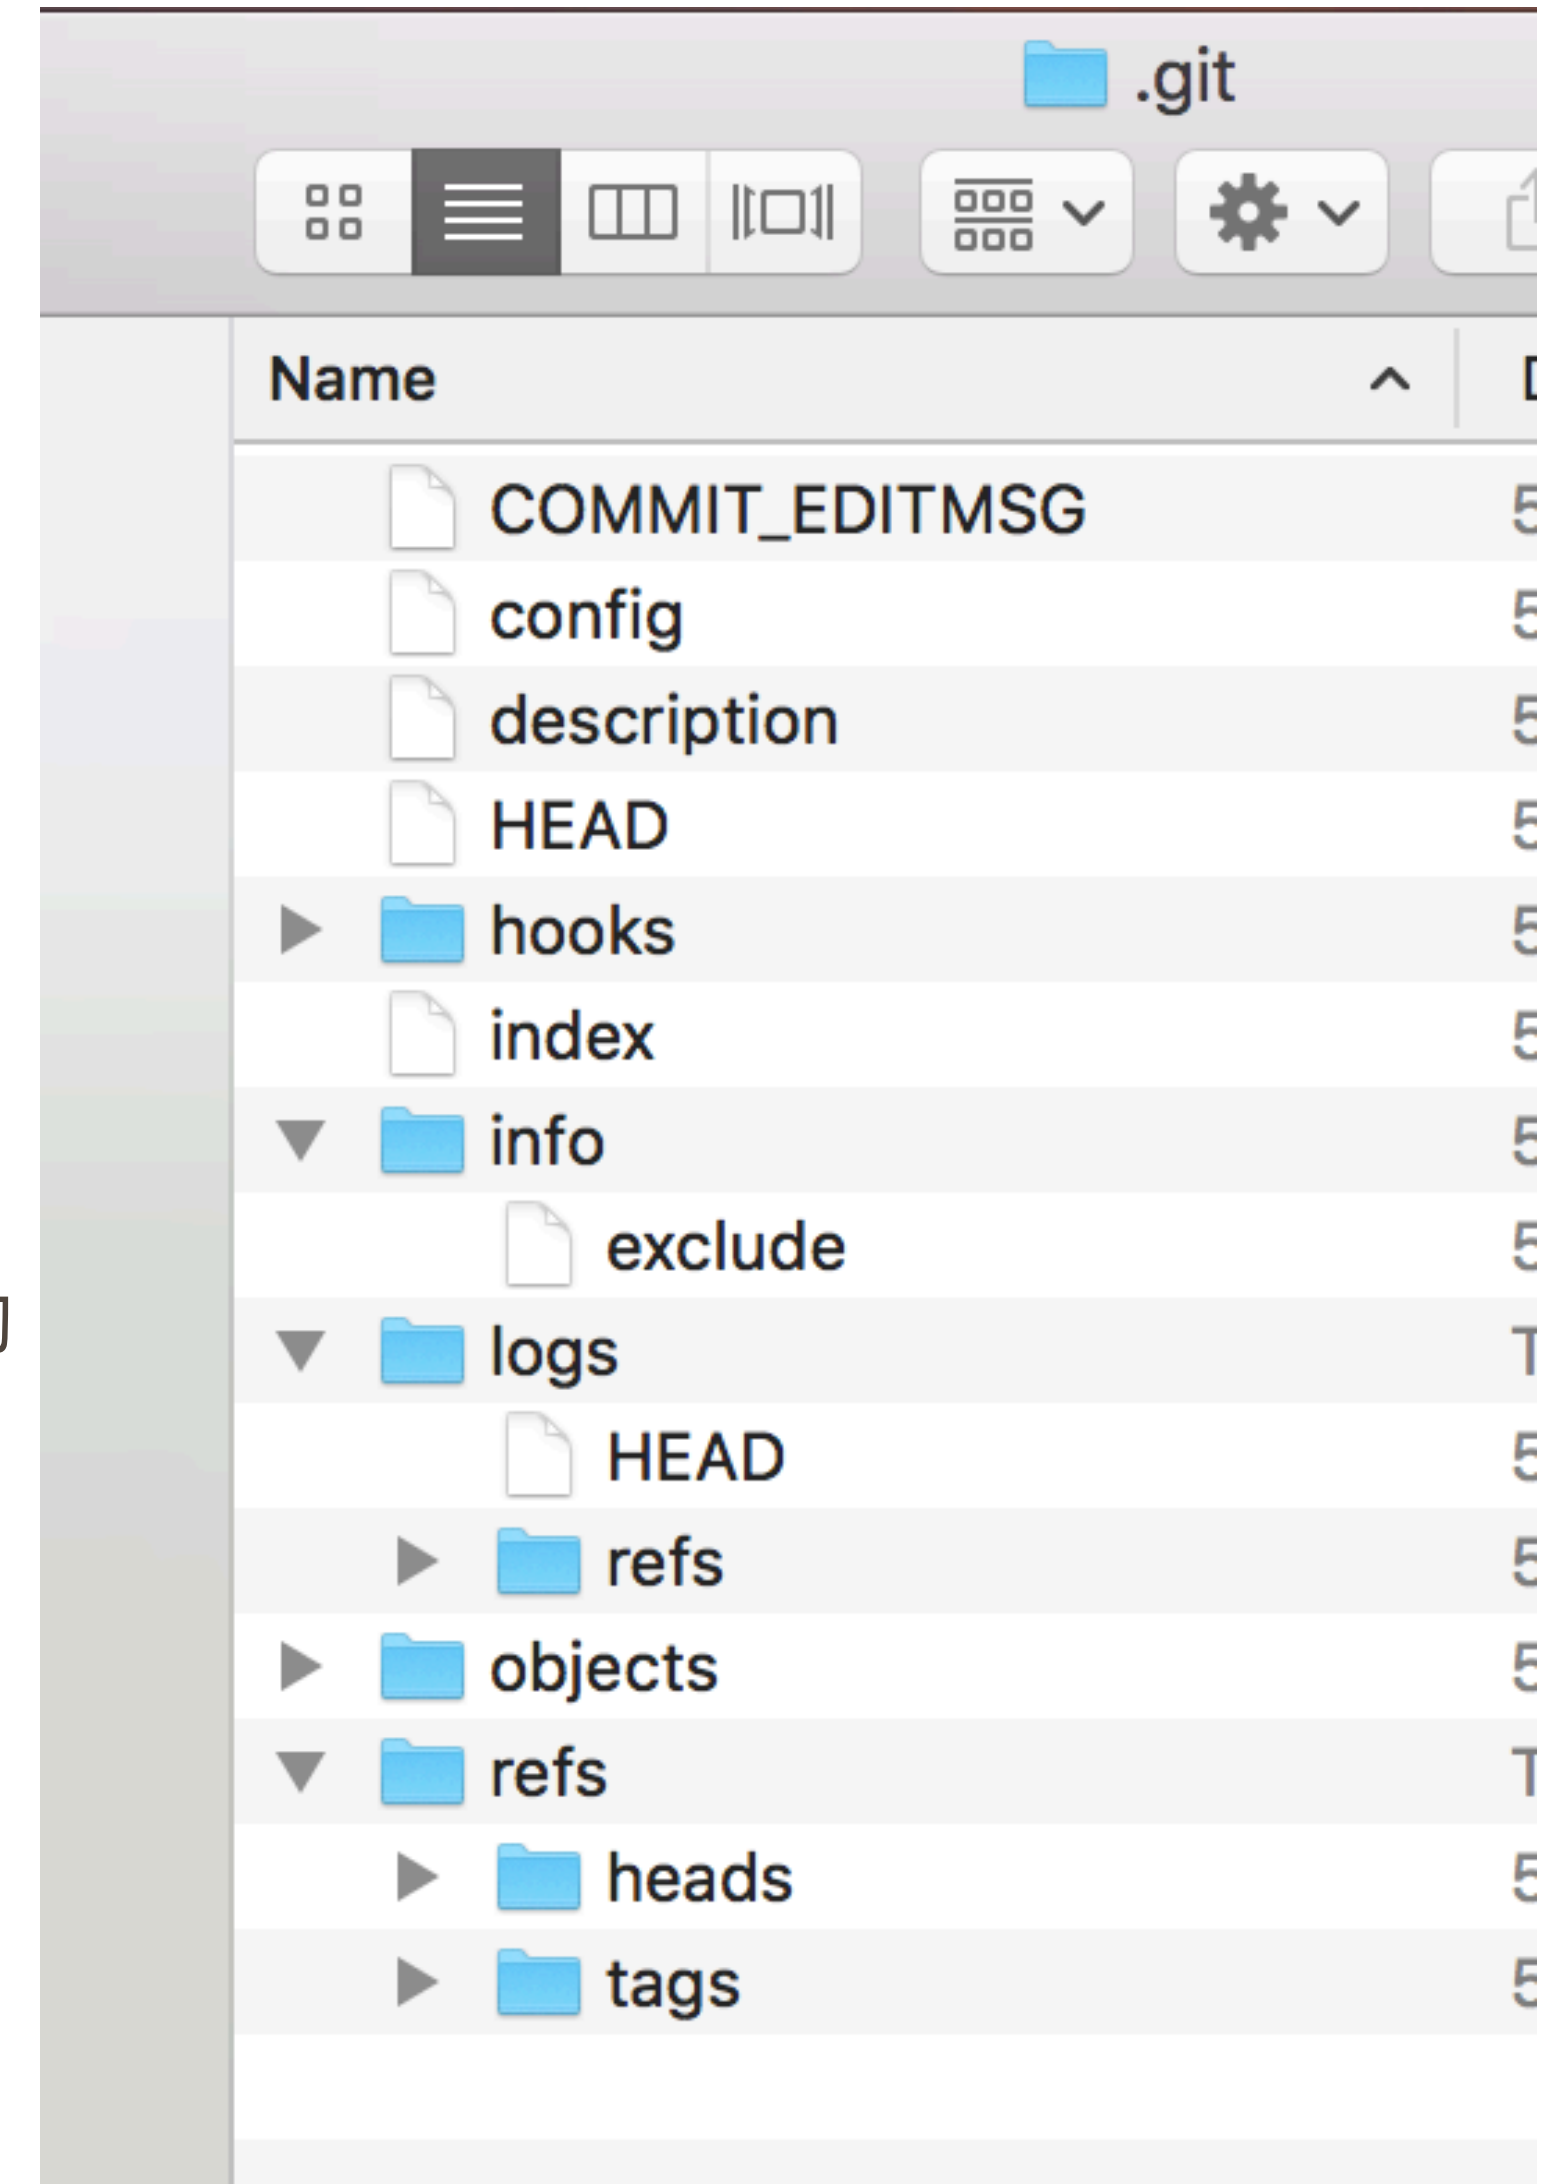 .git
Name
COMMIT_EDITMSG
config
description
HEAD
hooks
index
info
exclude
logs
HEAD
refs
objects
refs
heads
tags